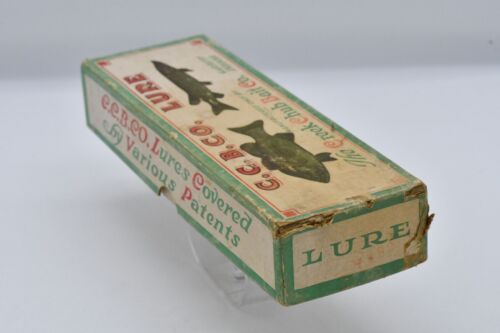 C.C.B.CO LURE
The Creek Chub Bait Co.
C.C.B.CO. Lures Covered
by Various Patents
LURE